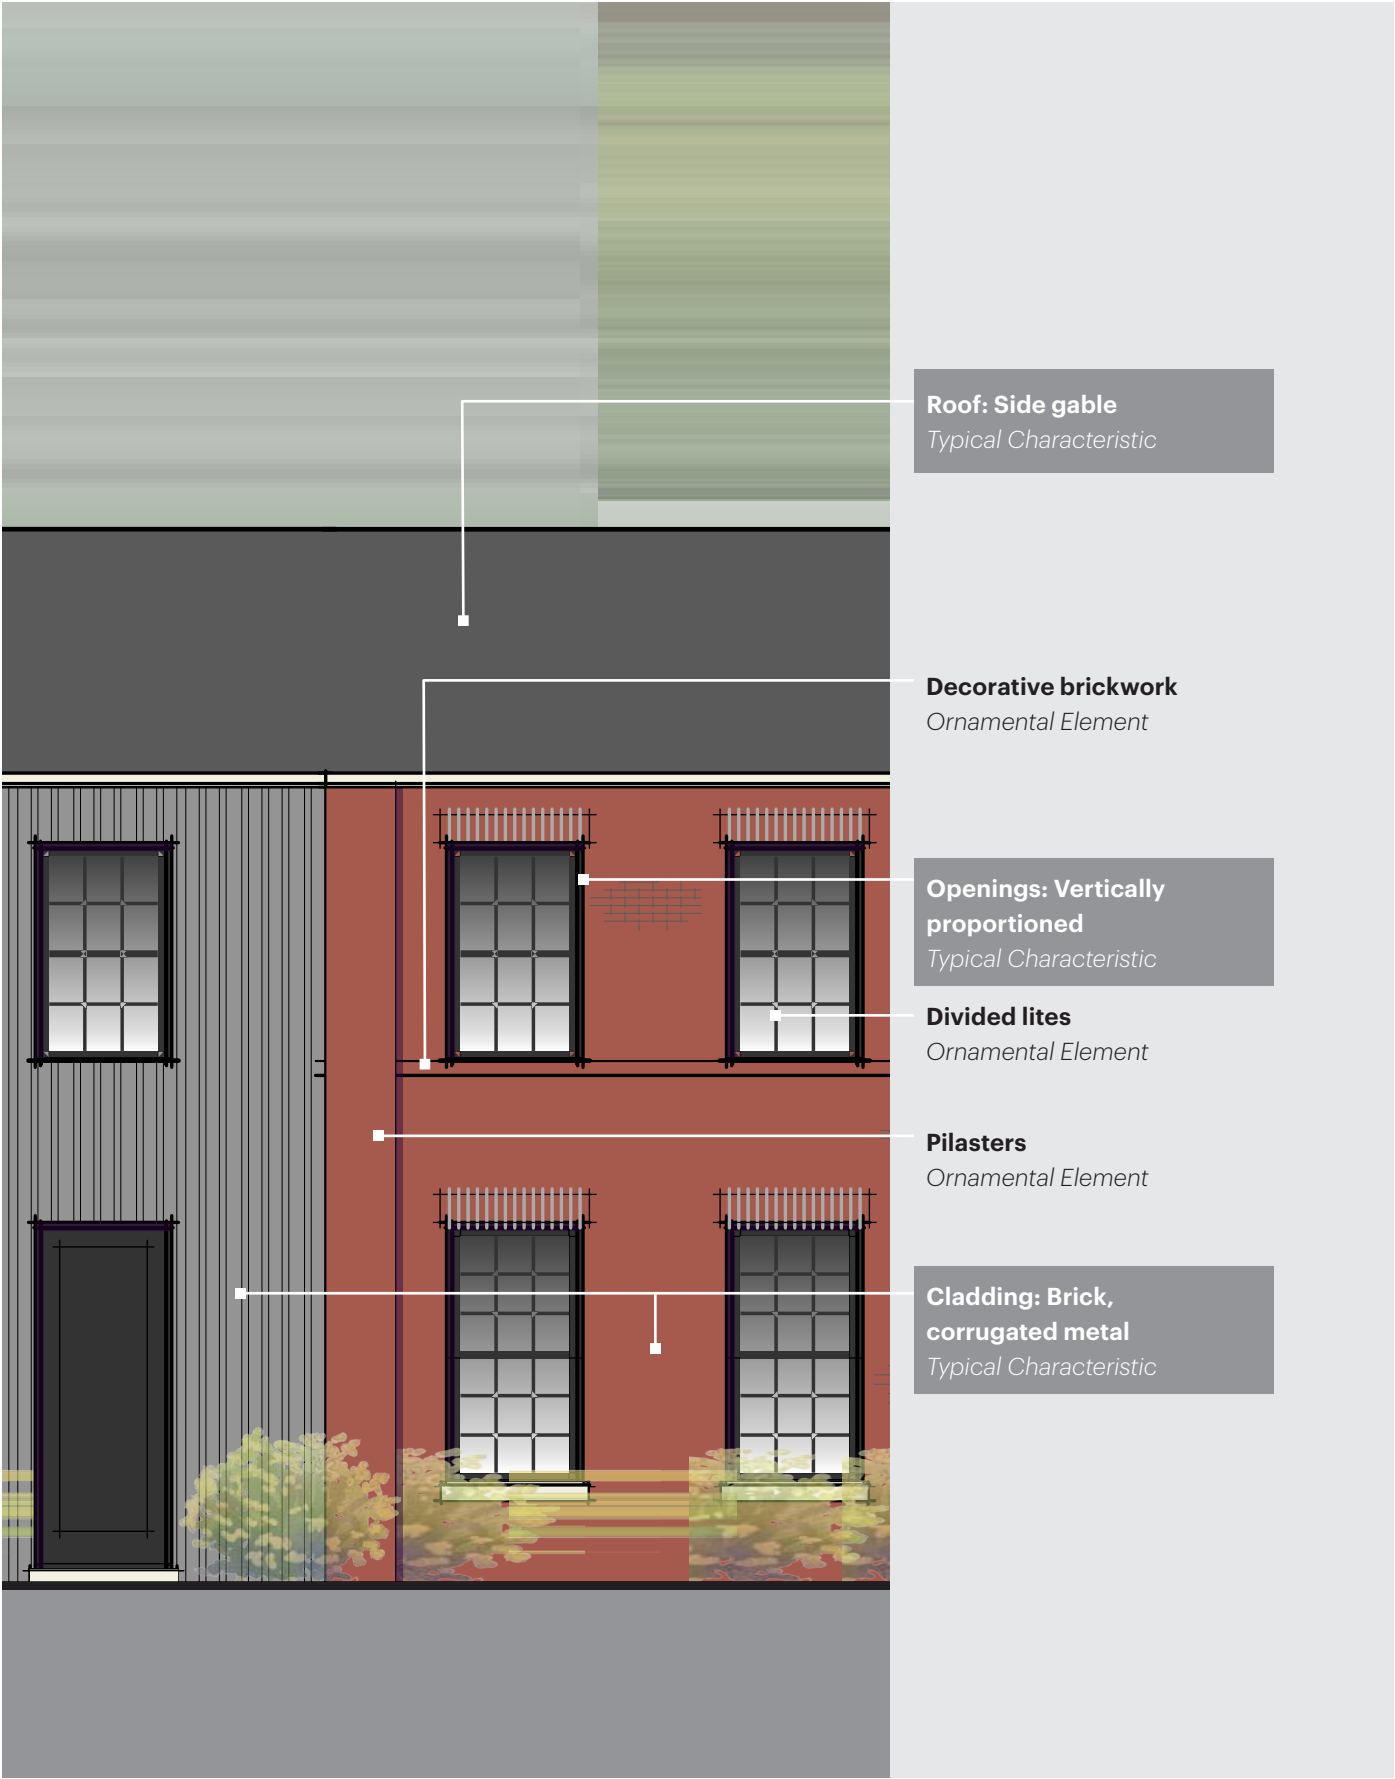 Roof: Side gable
Typical Characteristic
Decorative brickwork
Ornamental Element
Openings: Vertically
proportioned
Typical Characteristic
Divided lites
Ornamental Element
Pilasters
Ornamental Element
Cladding: Brick,
corrugated metal
Typical Characteristic